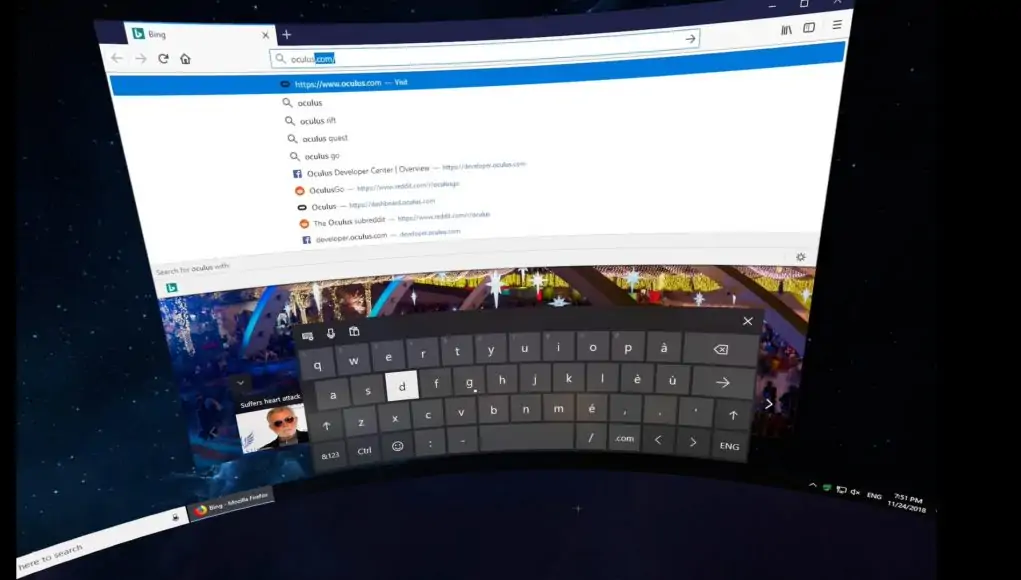 Bing
oculus.com/
https://www.oculus.com — Visit
oculus
oculus rift
oculus quest
oculus go
Oculus Developer Center | Overview — https://developer.oculus.com
OculusGo — https://www.reddit.com/r/oculusgo
Oculus — https://dashboard.oculus.com
The Oculus subreddit — https://www.reddit.com/r/oculus
developer.oculus.com — developer.oculus.com
Search for oculus with:
q w e r t y u i o p à
a s d f g h j k l è ù
z x c v b n m é , . '
&123 Ctrl : - / .com < > ENG
Suffers heart attack
Bing - Mozilla Firefox
here to search
ENG
7:51 PM
11/24/2018